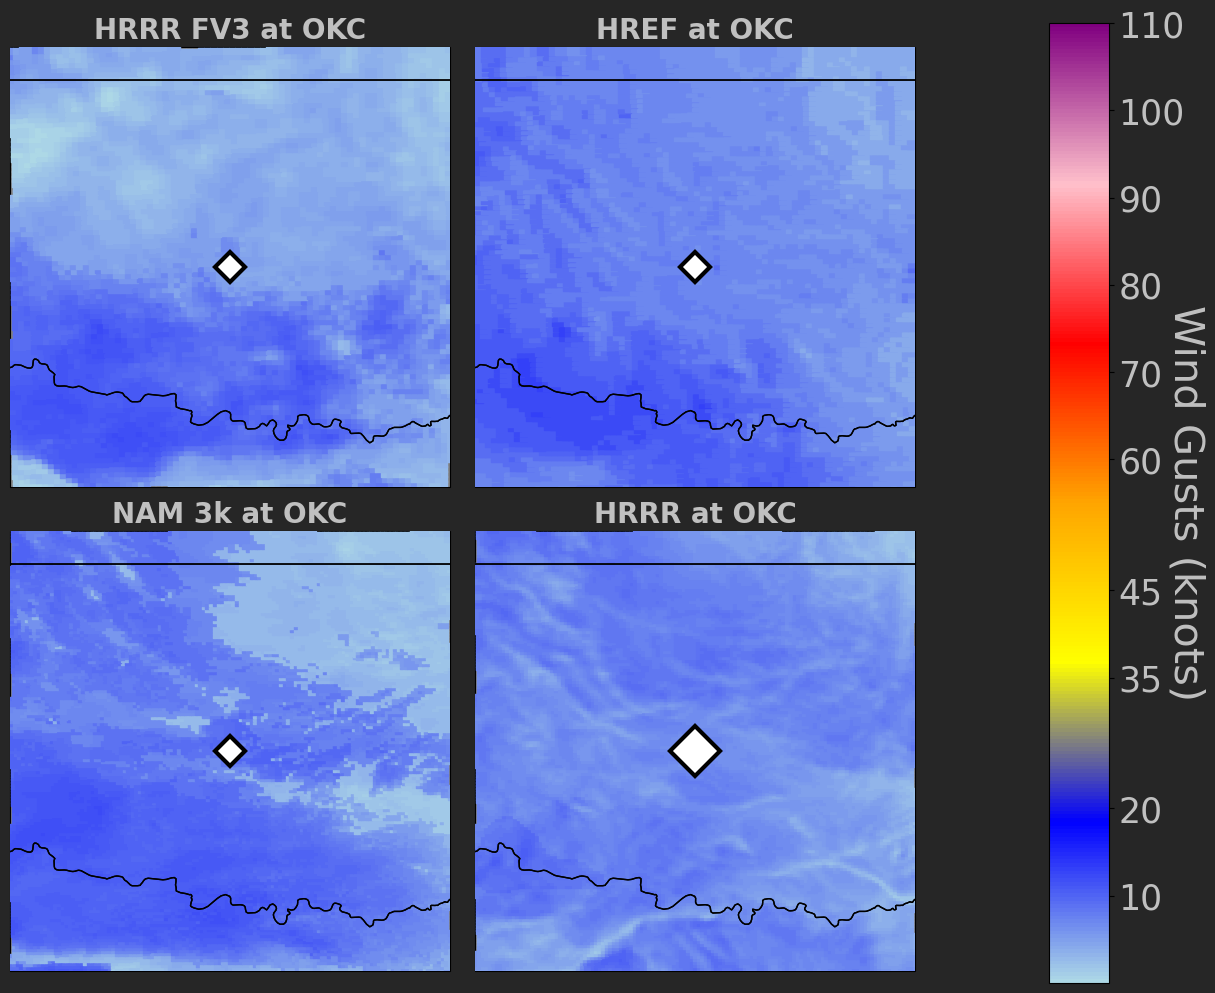 HRRR FV3 at OKC
HREF at OKC
NAM 3k at OKC
HRRR at OKC
110
100
90
80
70
60
45
35
20
10
Wind Gusts (knots)